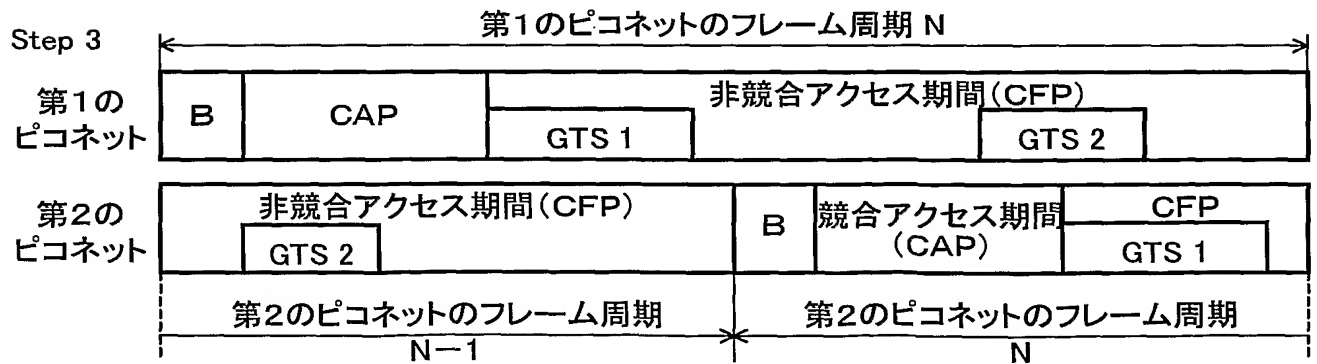 Step 3
第1のピコネットのフレーム周期 N
第1の
ピコネット
B
CAP
非競合アクセス期間(CFP)
GTS 1
GTS 2
第2の
ピコネット
非競合アクセス期間(CFP)
GTS 2
B
競合アクセス期間
(CAP)
CFP
GTS 1
第2のピコネットのフレーム周期
N−1
第2のピコネットのフレーム周期
N